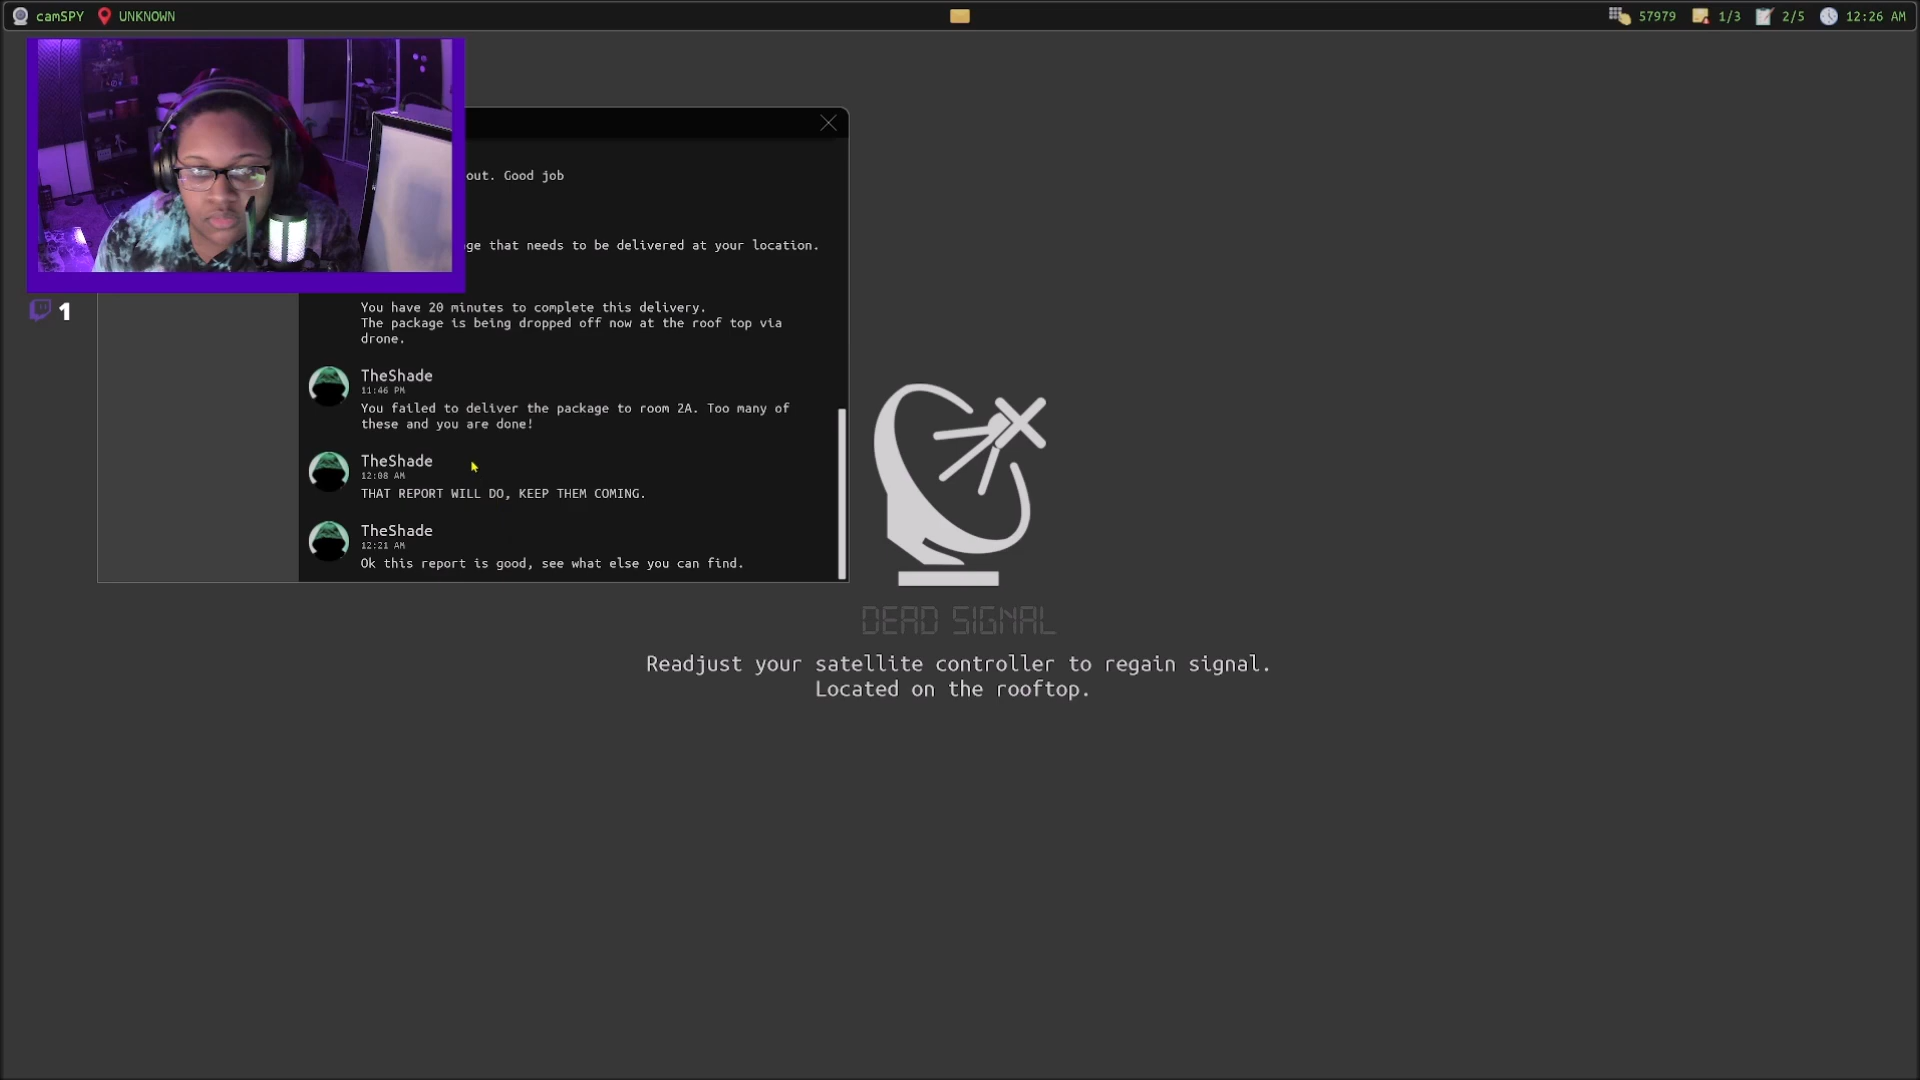 camSPY UNKNOWN 57979 1/3 2/5 12:26 AM
out. Good job
ge that needs to be delivered at your location.
1
You have 20 minutes to complete this delivery.
The package is being dropped off now at the roof top via
drone.
TheShade
11:46 PM
You failed to deliver the package to room 2A. Too many of
these and you are done!
TheShade
12:08 AM
THAT REPORT WILL DO, KEEP THEM COMING.
TheShade
12:21 AM
Ok this report is good, see what else you can find.
DEAD SIGNAL
Readjust your satellite controller to regain signal.
Located on the rooftop.